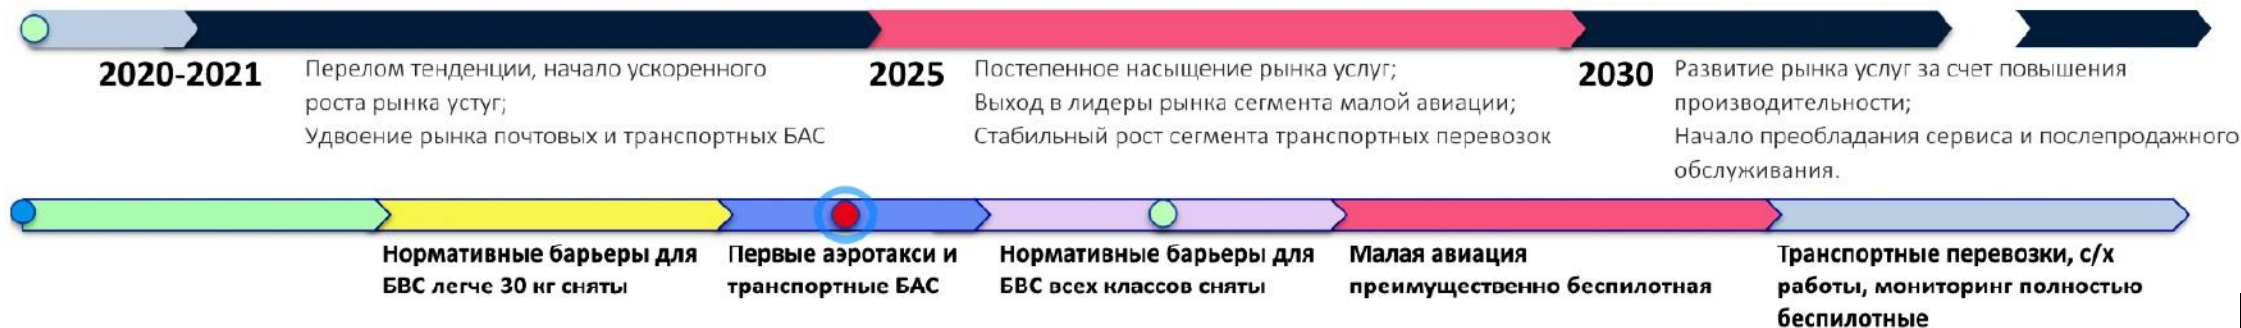 2020-2021
Перелом тенденции, начало ускоренного
роста рынка устуг;
Удвоение рынка почтовых и транспортных БАС
2025
Постепенное насыщение рынка услуг;
Выход в лидеры рынка сегмента малой авиации;
Стабильный рост сегмента транспортных перевозок
2030
Развитие рынка услуг за счет повышения
производительности;
Начало преобладания сервиса и послепродажного
обслуживания.
Нормативные барьеры для
БВС легче 30 кг сняты
Первые аэротакси и
транспортные БАС
Нормативные барьеры для
БВС всех классов сняты
Малая авиация
преимущественно беспилотная
Транспортные перевозки, с/х
работы, мониторинг полностью
беспилотные